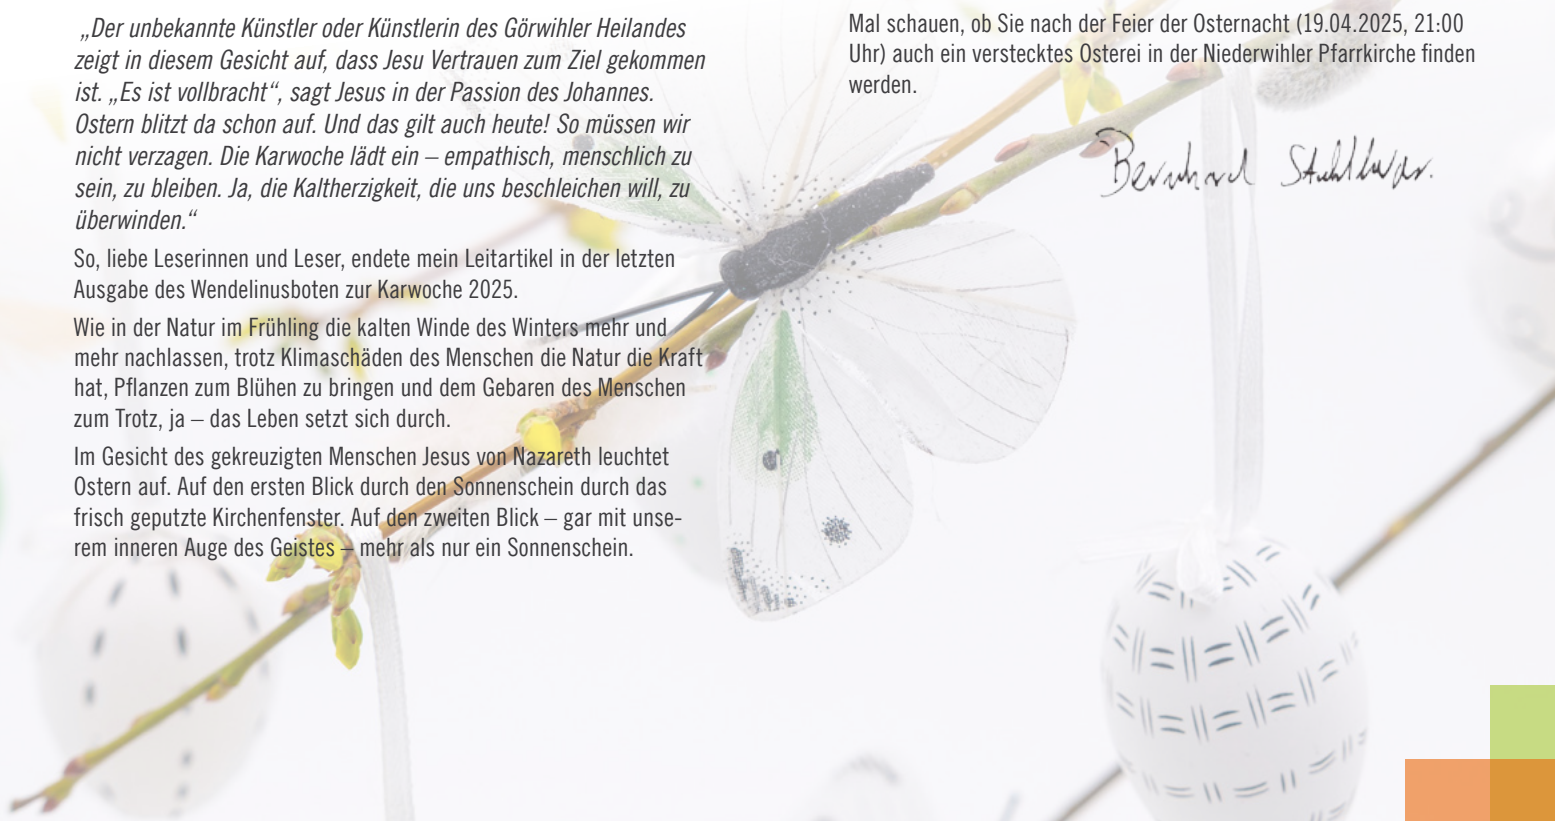 „Der unbekannte Künstler oder Künstlerin des Görwihler Heilandes
zeigt in diesem Gesicht auf, dass Jesu Vertrauen zum Ziel gekommen
ist. „Es ist vollbracht“, sagt Jesus in der Passion des Johannes.
Ostern blitzt da schon auf. Und das gilt auch heute! So müssen wir
nicht verzagen. Die Karwoche lädt ein – empathisch, menschlich zu
sein, zu bleiben. Ja, die Kaltherzigkeit, die uns beschleichen will, zu
überwinden.“
So, liebe Leserinnen und Leser, endete mein Leitartikel in der letzten
Ausgabe des Wendelinusboten zur Karwoche 2025.
Wie in der Natur im Frühling die kalten Winde des Winters mehr und
mehr nachlassen, trotz Klimaschäden des Menschen die Natur die Kraft
hat, Pflanzen zum Blühen zu bringen und dem Gebaren des Menschen
zum Trotz, ja – das Leben setzt sich durch.
Im Gesicht des gekreuzigten Menschen Jesus von Nazareth leuchtet
Ostern auf. Auf den ersten Blick durch den Sonnenschein durch das
frisch geputzte Kirchenfenster. Auf den zweiten Blick – gar mit unse-
rem inneren Auge des Geistes – mehr als nur ein Sonnenschein.
Mal schauen, ob Sie nach der Feier der Osternacht (19.04.2025, 21:00
Uhr) auch ein verstecktes Osterei in der Niederwihler Pfarrkirche finden
werden.
Bernhard